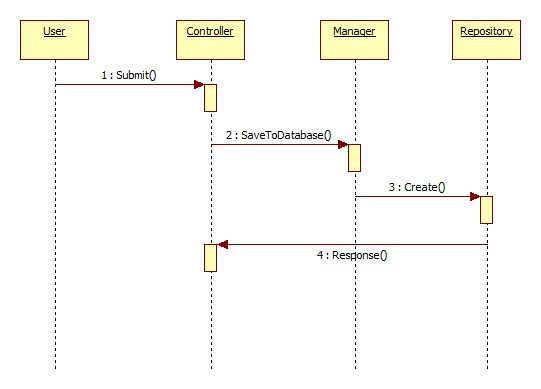 User
Controller
Manager
Repository
1 : Submit()
2 : SaveToDatabase()
3 : Create()
4 : Response()